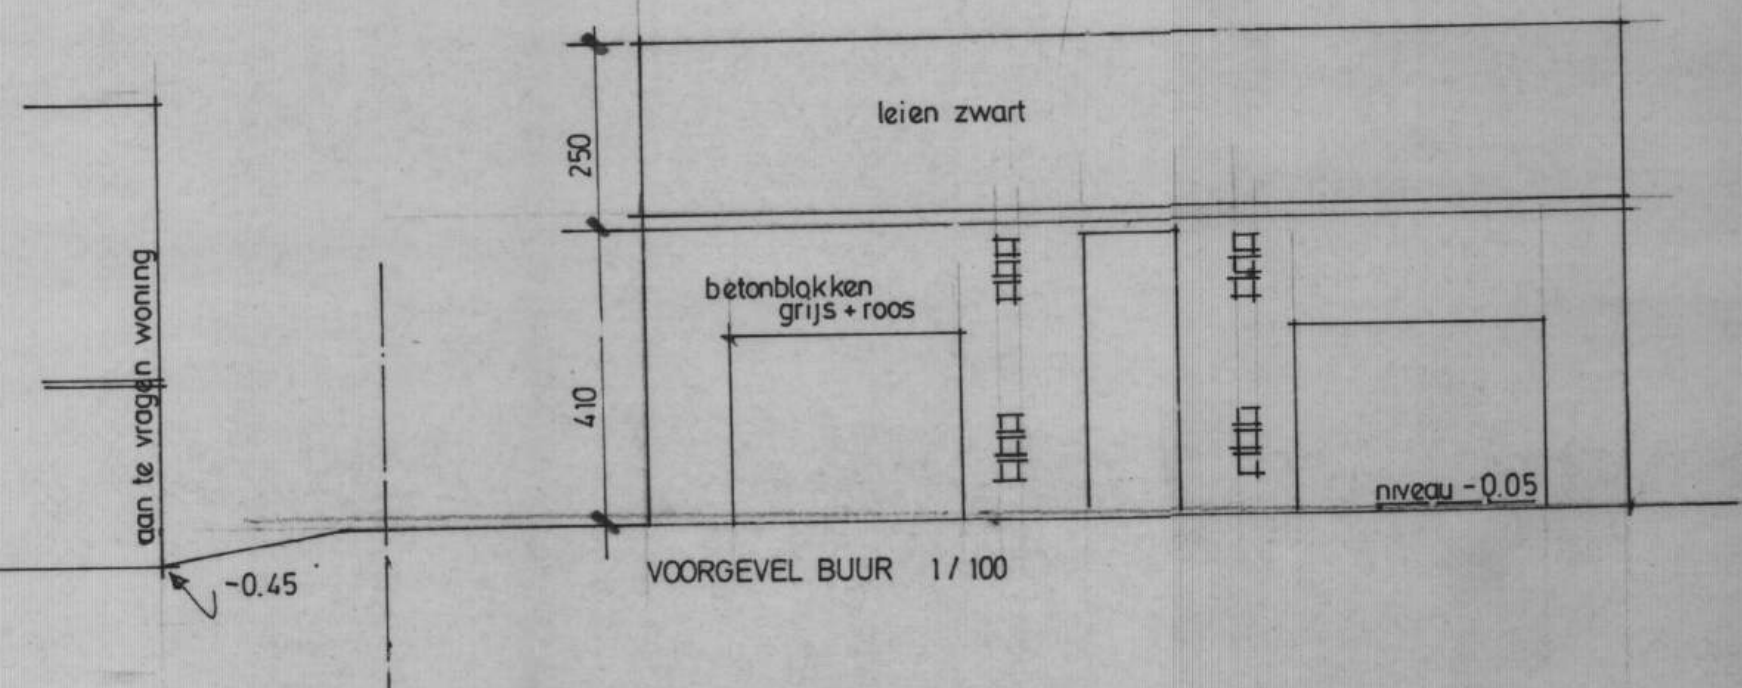 leien zwart
250
betonblokken
grijs + roos
410
aan te vragen woning
niveau -0.05
-0.45
VOORGEVEL BUUR 1/100